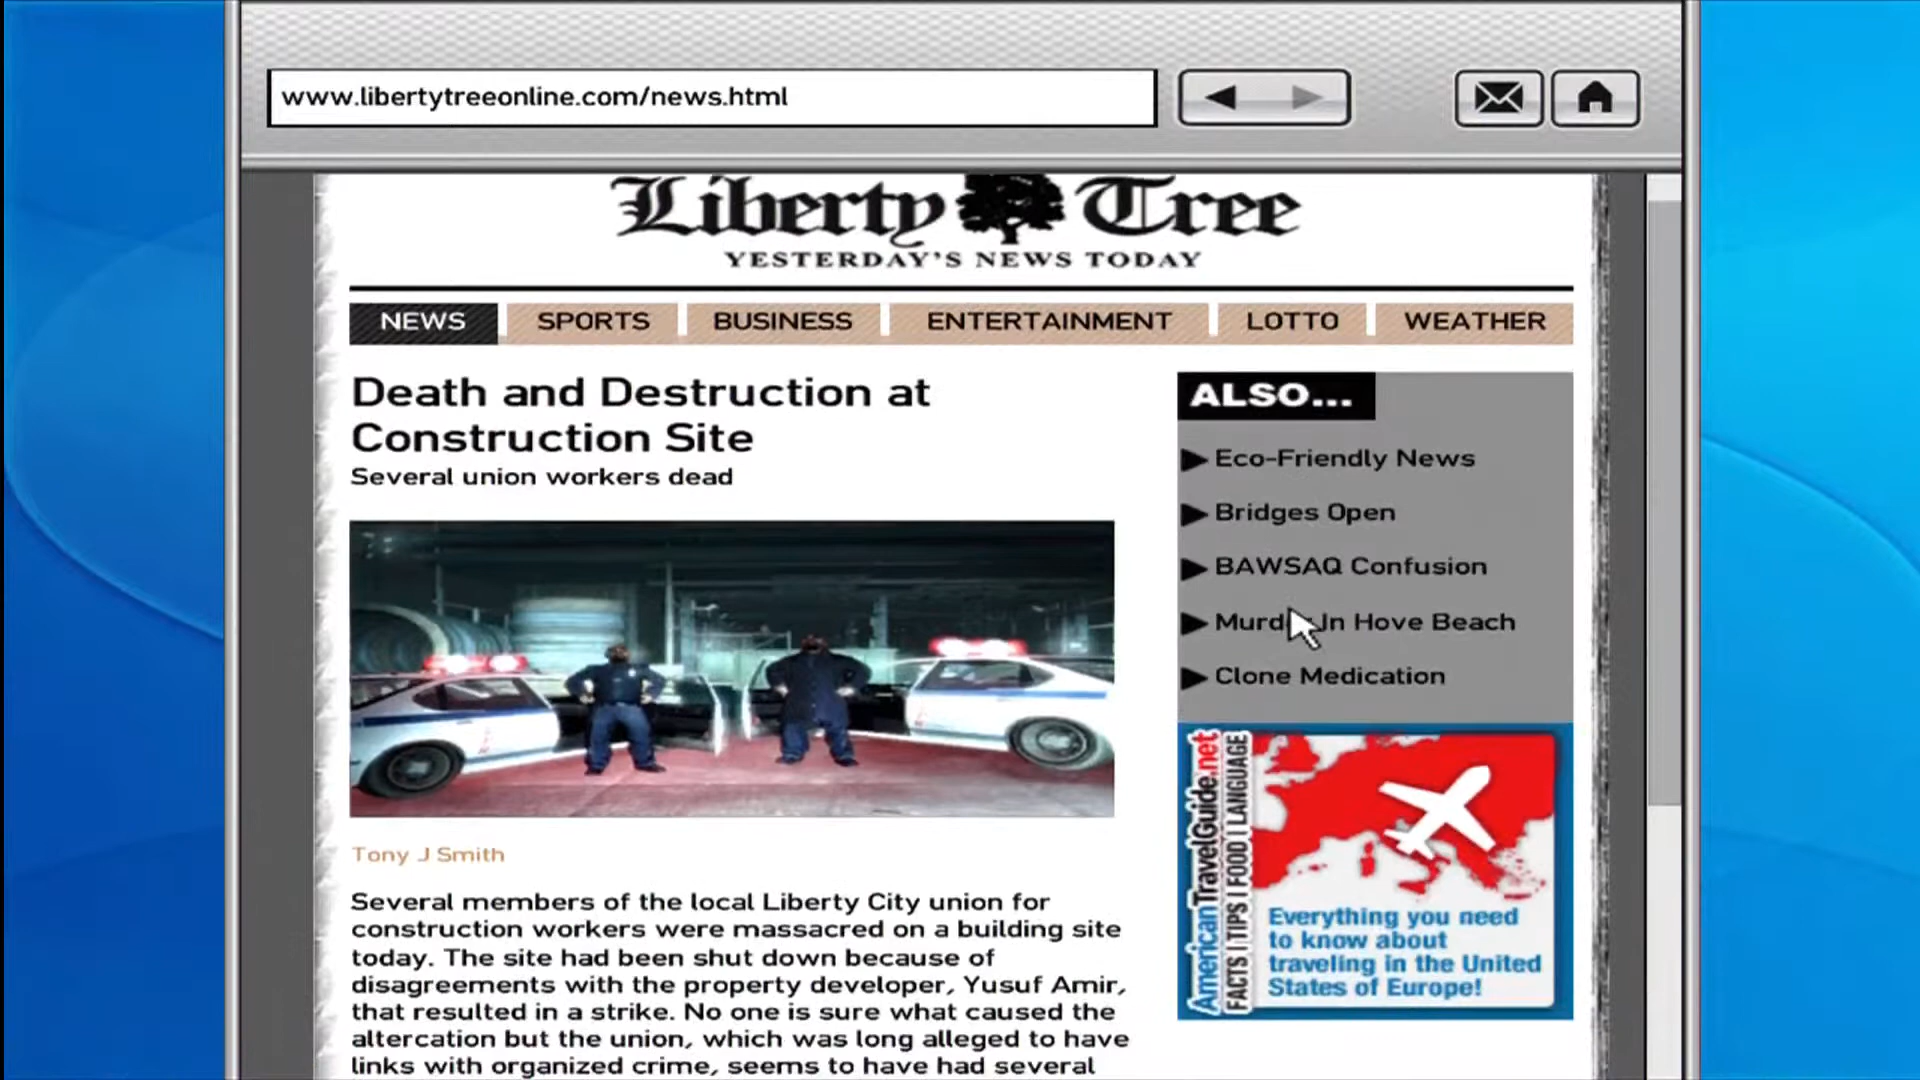 www.libertytreeonline.com/news.html
Liberty Tree
YESTERDAY'S NEWS TODAY
NEWS
SPORTS
BUSINESS
ENTERTAINMENT
LOTTO
WEATHER
Death and Destruction at
Construction Site
Several union workers dead
Tony J Smith
Several members of the local Liberty City union for
construction workers were massacred on a building site
today. The site had been shut down because of
disagreements with the property developer, Yusuf Amir,
that resulted in a strike. No one is sure what caused the
altercation but the union, which was long alleged to have
links with organized crime, seems to have had several
ALSO...
Eco-Friendly News
Bridges Open
BAWSAQ Confusion
In Hove Beach
Clone Medication
AmericanTravelGuide.net
FACTS | TIPS | FOOD | LANGUAGE
Everything you need
to know about
traveling in the United
States of Europe!